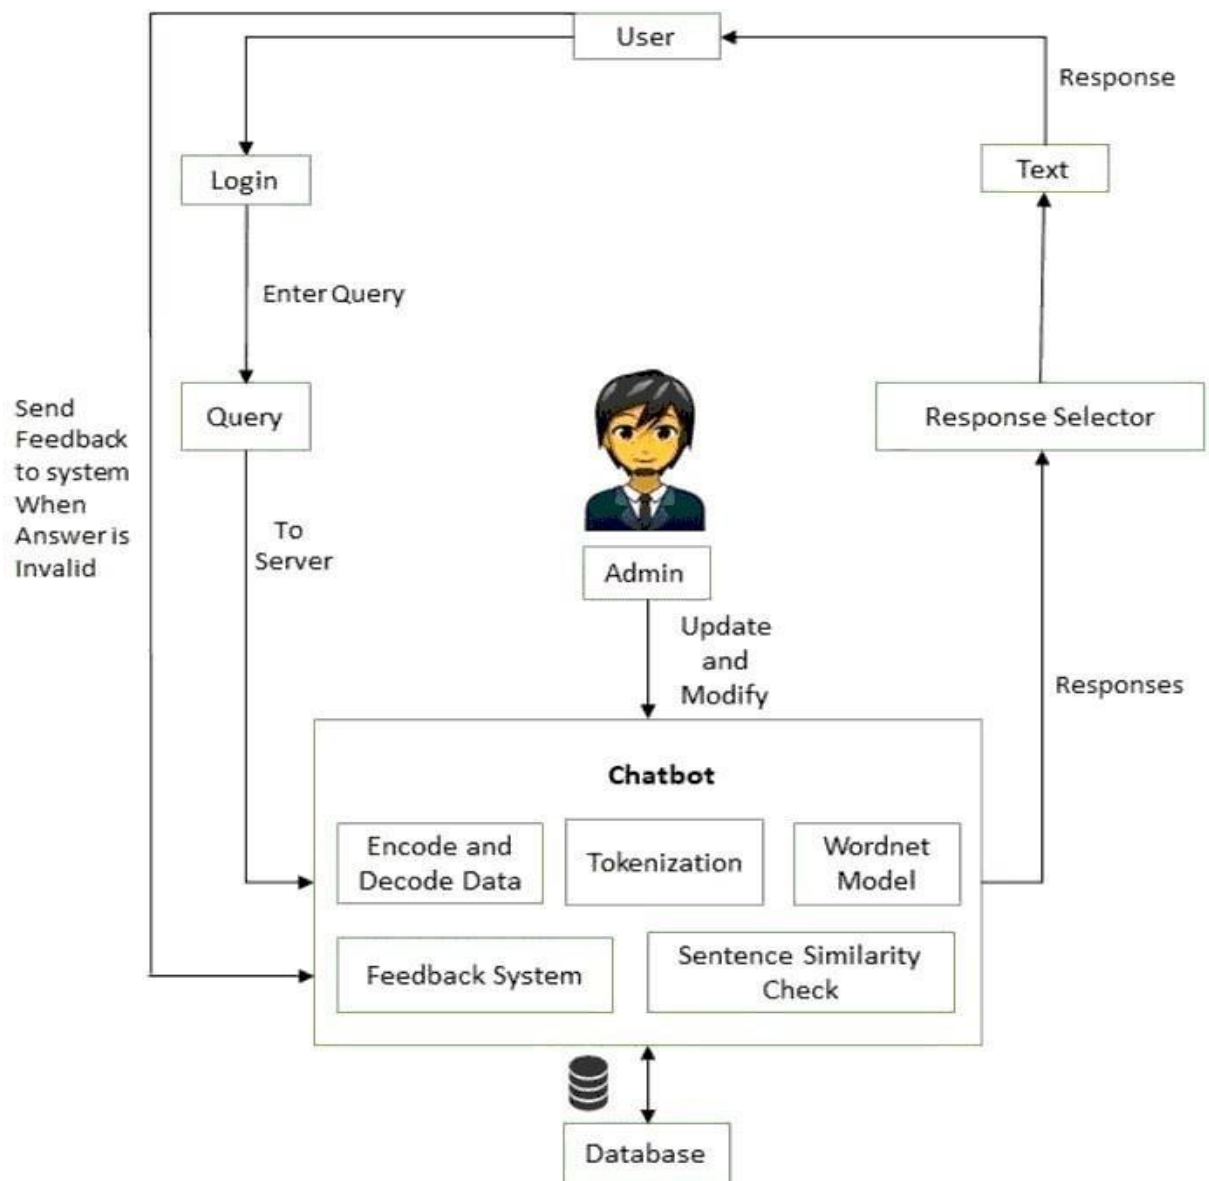 User
Response
Login
Text
Enter Query
Send
Feedback
to system
When
Answer is
Invalid
Query
Response Selector
To
Server
Admin
Update
and
Modify
Responses
Chatbot
Encode and
Decode Data
Tokenization
Wordnet
Model
Feedback System
Sentence Similarity
Check
Database